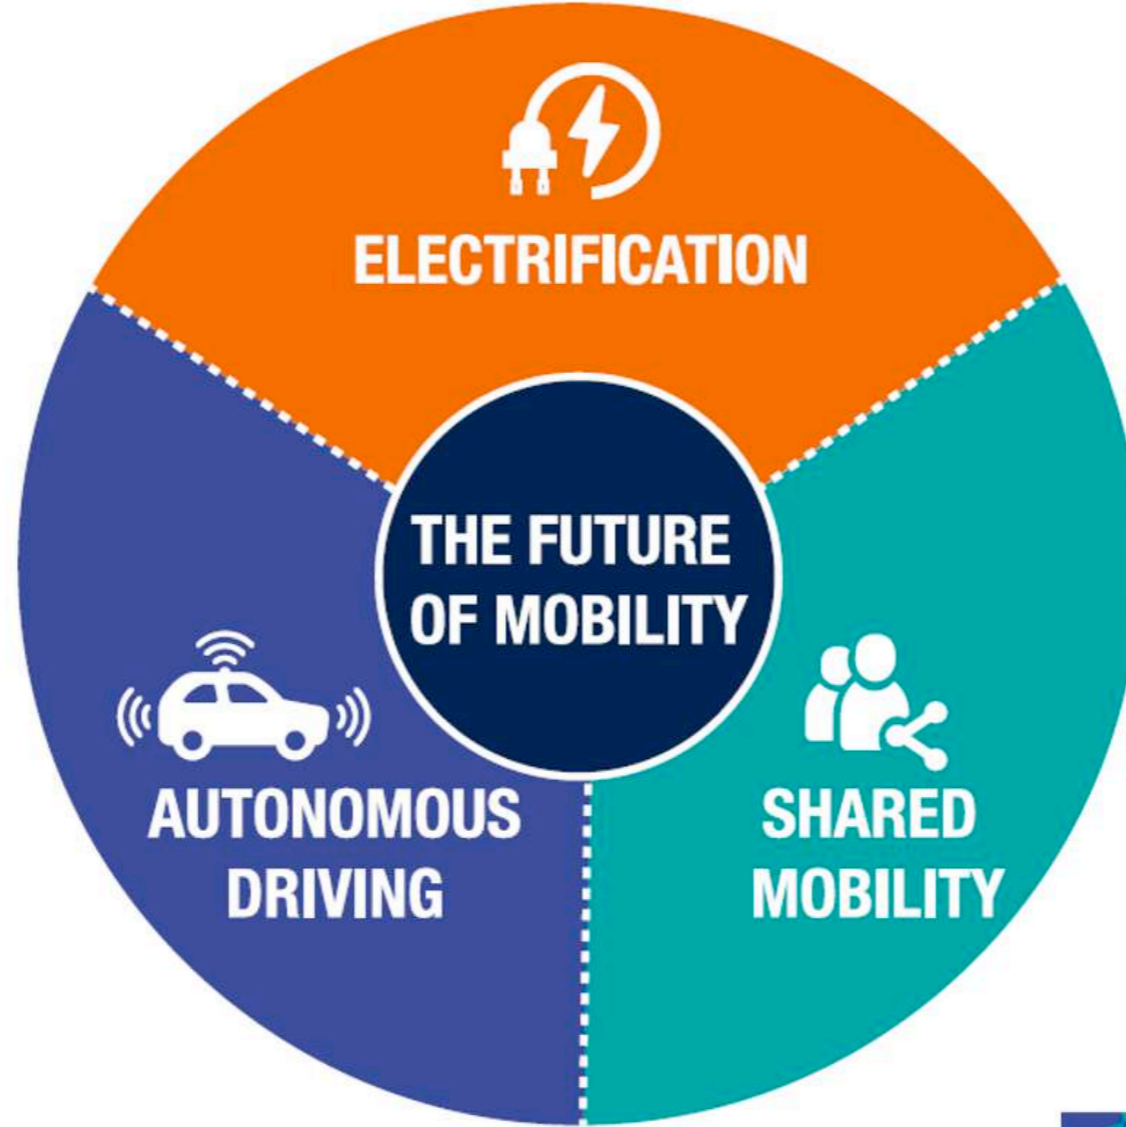 ELECTRIFICATION
THE FUTURE
OF MOBILITY
AUTONOMOUS
DRIVING
SHARED
MOBILITY